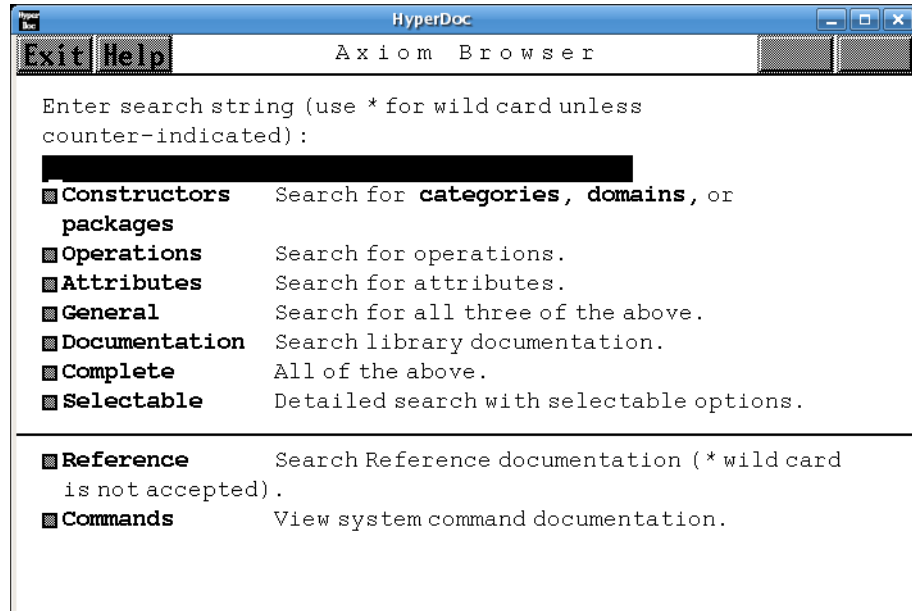 Hyper Doc
HyperDoc
Exit Help
Axiom Browser
Enter search string (use * for wild card unless
counter-indicated):
Constructors Search for categories, domains, or
packages
Operations Search for operations.
Attributes Search for attributes.
General Search for all three of the above.
Documentation Search library documentation.
Complete All of the above.
Selectable Detailed search with selectable options.
Reference Search Reference documentation (* wild card
is not accepted).
Commands View system command documentation.